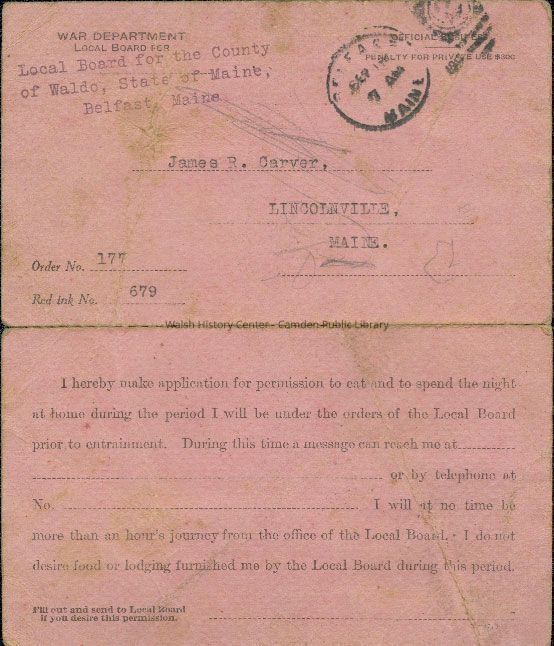 WAR DEPARTMENT
LOCAL BOARD FOR
Local Board for the County
of Waldo, State of Maine,
Belfast, Maine
OFFICIAL BUSINESS
PENALTY FOR PRIVATE USE $300
BELFAST
SEP
7 AM
MAINE
James R. Carver,
LINCOLNVILLE,
MAINE.
Order No. 177
Red ink No. 679
Walsh History Center - Camden Public Library
I hereby make application for permission to eat and to spend the night
at home during the period I will be under the orders of the Local Board
prior to entrainment. During this time a message can reach me at
or by telephone at
No. I will at no time be
more than an hour's journey from the office of the Local Board. I do not
desire food or lodging furnished me by the Local Board during this period.
Fill out and send to Local Board
if you desire this permission.